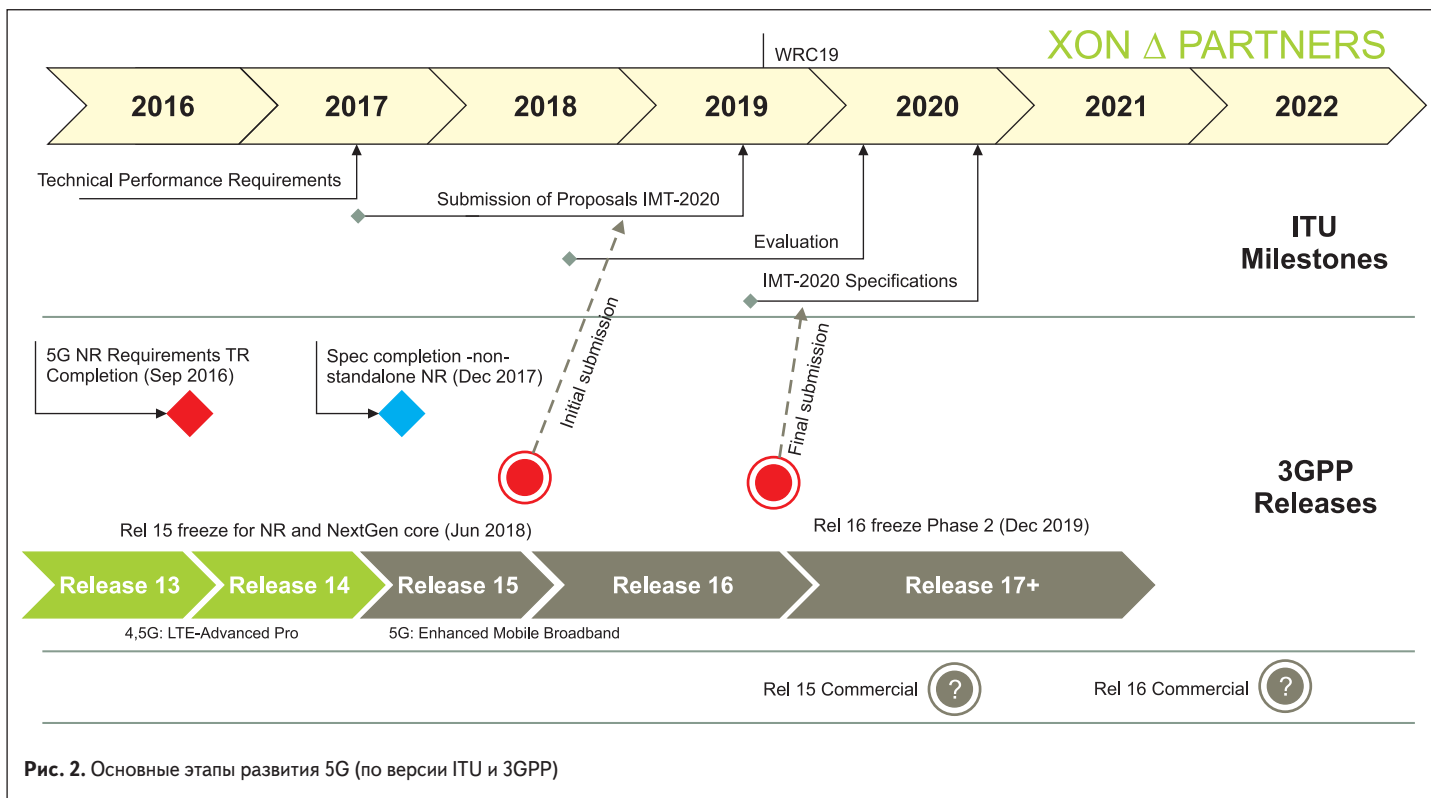 XON Δ PARTNERS
WRC19
2016
2017
2018
2019
2020
2021
2022
Technical Performance Requirements
Submission of Proposals IMT-2020
Evaluation
IMT-2020 Specifications
ITU
Milestones
5G NR Requirements TR
Completion (Sep 2016)
Spec completion -non-
standalone NR (Dec 2017)
Initial submission
Final submission
3GPP
Releases
Rel 15 freeze for NR and NextGen core (Jun 2018)
Rel 16 freeze Phase 2 (Dec 2019)
Release 13
Release 14
Release 15
Release 16
Release 17+
4,5G: LTE-Advanced Pro
5G: Enhanced Mobile Broadband
Rel 15 Commercial
?
Rel 16 Commercial
?
Рис. 2. Основные этапы развития 5G (по версии ITU и 3GPP)